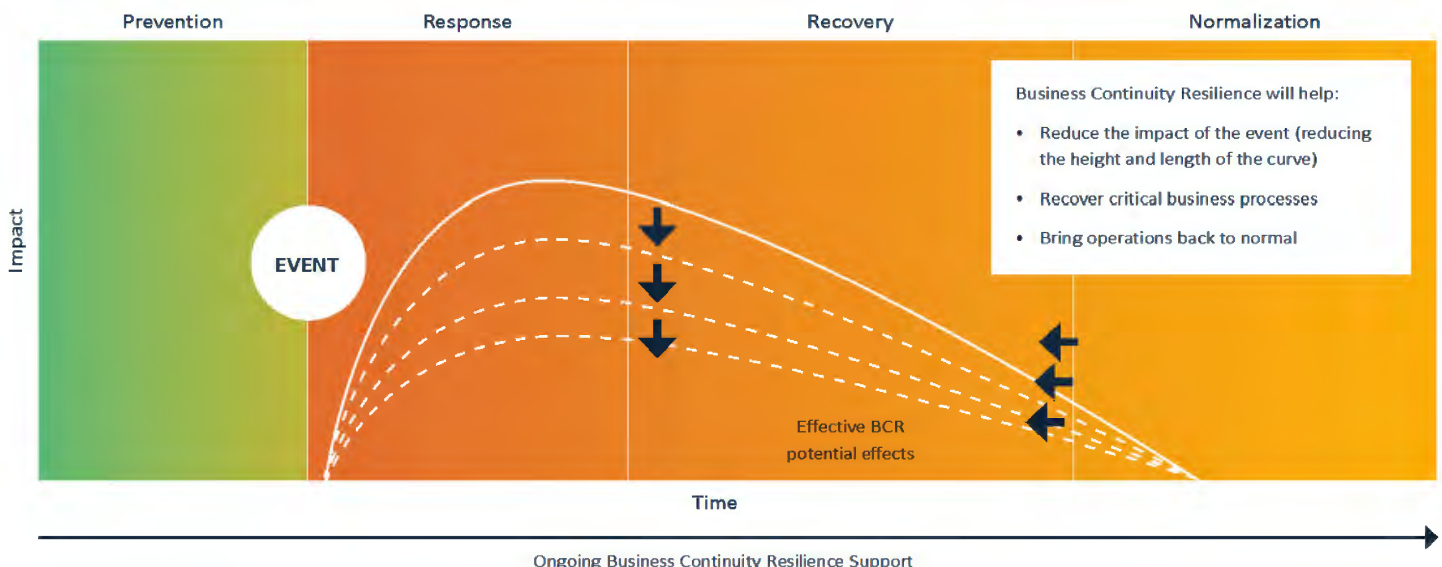 Prevention
Response
Recovery
Normalization
Business Continuity Resilience will help:
• Reduce the impact of the event (reducing
the height and length of the curve)
• Recover critical business processes
• Bring operations back to normal
Impact
EVENT
Effective BCR
potential effects
Time
Ongoing Business Continuity Resilience Support